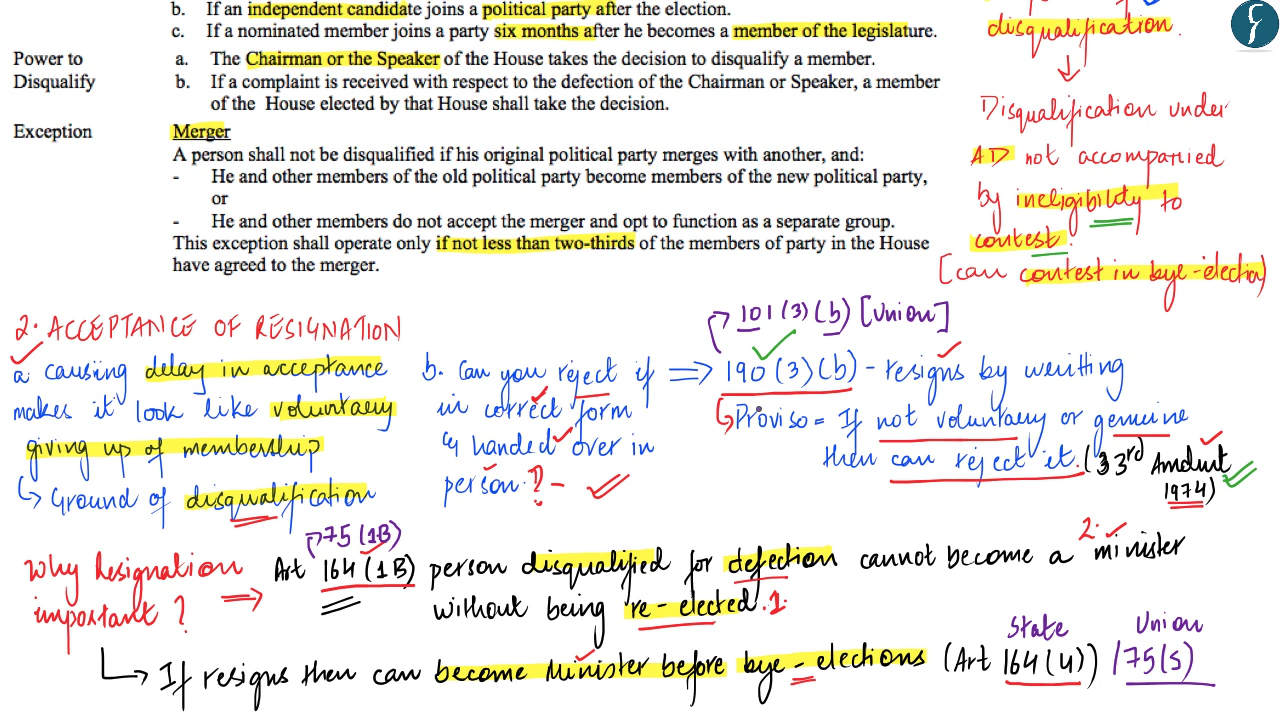 b. If an independent candidate joins a political party after the election.
c. If a nominated member joins a party six months after he becomes a member of the legislature.
Power to Disqualify
a. The Chairman or the Speaker of the House takes the decision to disqualify a member.
b. If a complaint is received with respect to the defection of the Chairman or Speaker, a member
of the House elected by that House shall take the decision.
Exception
Merger
A person shall not be disqualified if his original political party merges with another, and:
- He and other members of the old political party become members of the new political party,
or
- He and other members do not accept the merger and opt to function as a separate group.
This exception shall operate only if not less than two-thirds of the members of party in the House
have agreed to the merger.
disqualification.
↓
Disqualification under
AD not accompanied
by ineligibility to
contest.
[can contest in bye-election)
2. ACCEPTANCE OF RESIGNATION
a causing delay in acceptance
makes it look like voluntary
giving up of membership
↳ Ground of disqualification
b. Can you reject if
in correct form
& handed over in
person.? -
101(3)(b) [Union]
⇒ 190(3)(b) - resigns by writting
Proviso = If not voluntary or genuine
then can reject it. (33rd Amdmt
1974)
Why Resignation
important? ⇒
75(1B)
2.
Art 164(1B) person disqualified for defection cannot become a minister
without being re-elected. 1.
State Union
↳ If resigns then can become Minister before bye-elections (Art 164(4)) /75(5)